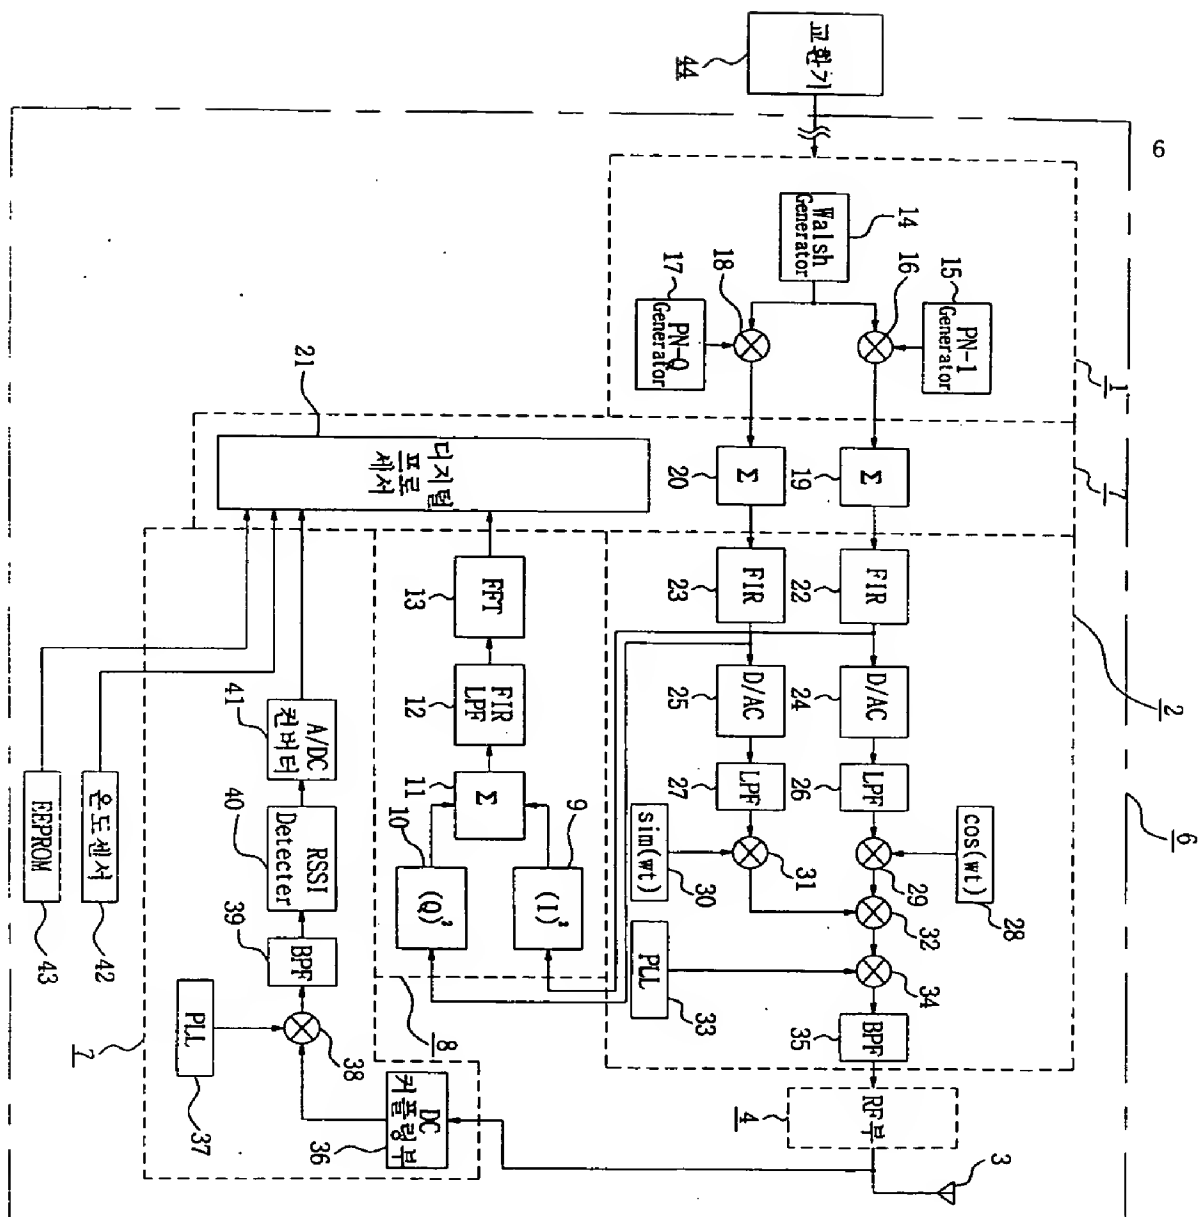 6
교환기
44
Walsh
Generator
14
PN-1
Generator
15
16
PN-Q
Generator
17
18
1
7
Σ
19
Σ
20
디지털
프로
세서
21
FIR
22
FIR
23
D/AC
24
D/AC
25
LPF
26
LPF
27
cos(wt)
28
29
sim(wt)
30
31
32
PLL
33
34
BPF
35
2
6
RF부
4
3
(I)²
9
(Q)²
10
Σ
11
FIR
LPF
12
FFT
13
8
DC
커플링부
36
PLL
37
38
BPF
39
RSSI
Detecter
40
A/DC
컨버터
41
7
온도센서
42
EEPROM
43